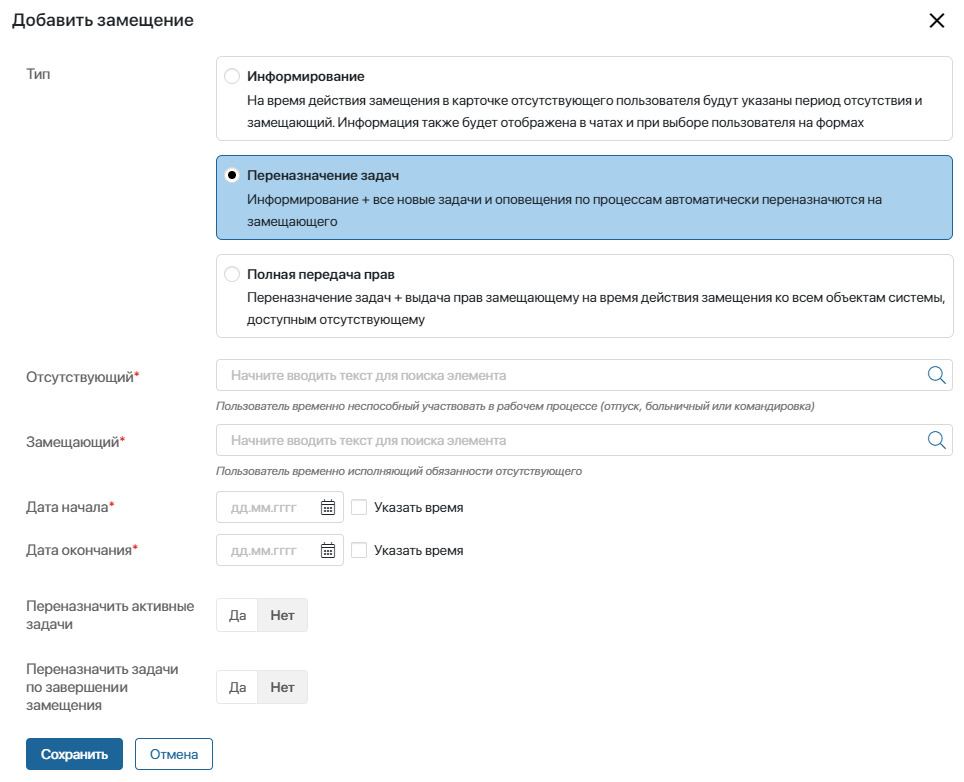 Добавить замещение
Тип
Информирование
На время действия замещения в карточке отсутствующего пользователя будут указаны период отсутствия и
замещающий. Информация также будет отображена в чатах и при выборе пользователя на формах
Переназначение задач
Информирование + все новые задачи и оповещения по процессам автоматически переназначются на
замещающего
Полная передача прав
Переназначение задач + выдача прав замещающему на время действия замещения ко всем объектам системы,
доступным отсутствующему
Отсутствующий*
Начните вводить текст для поиска элемента
Пользователь временно неспособный участвовать в рабочем процессе (отпуск, больничный или командировка)
Замещающий*
Начните вводить текст для поиска элемента
Пользователь временно исполняющий обязанности отсутствующего
Дата начала*
дд.мм.гггг
Указать время
Дата окончания*
дд.мм.гггг
Указать время
Переназначить активные
задачи
Да Нет
Переназначить задачи
по завершении
замещения
Да Нет
Сохранить Отмена